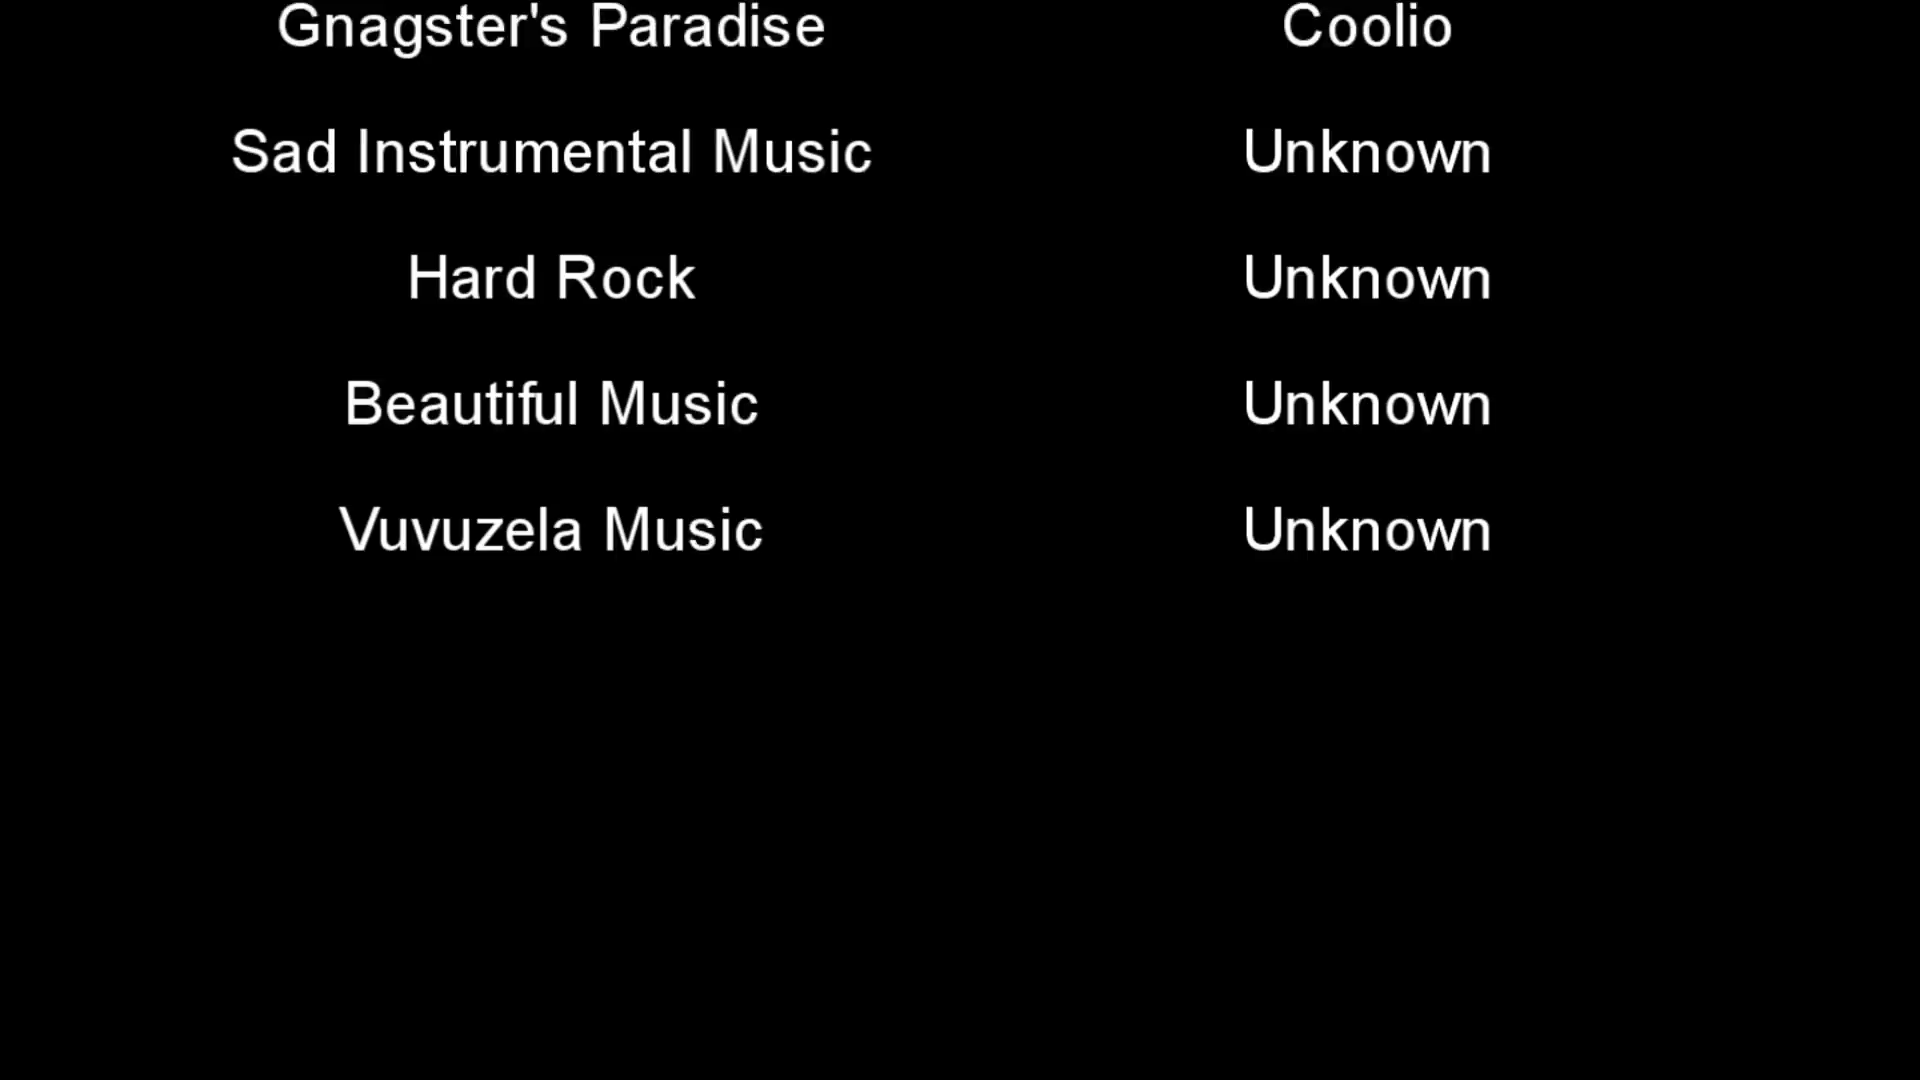 Gnagster's Paradise Coolio
Sad Instrumental Music Unknown
Hard Rock Unknown
Beautiful Music Unknown
Vuvuzela Music Unknown